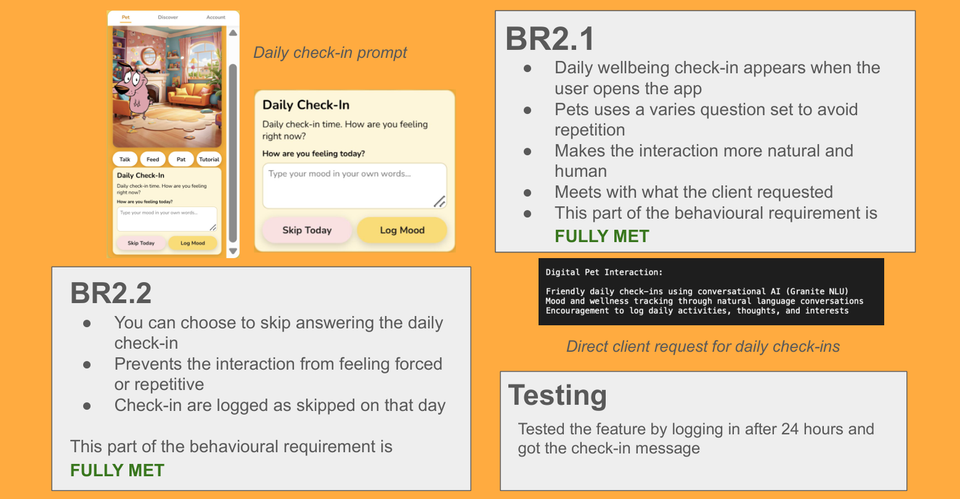 Pet Discover Account
Talk Feed Pat Tutorial
Daily Check-In
Daily check-in time. How are you feeling
right now?
How are you feeling today?
Type your mood in your own words...
Skip Today Log Mood
Daily check-in prompt
Daily Check-In
Daily check-in time. How are you feeling
right now?
How are you feeling today?
Type your mood in your own words...
Skip Today Log Mood
BR2.1
● Daily wellbeing check-in appears when the
user opens the app
● Pets uses a varies question set to avoid
repetition
● Makes the interaction more natural and
human
● Meets with what the client requested
● This part of the behavioural requirement is
FULLY MET
BR2.2
● You can choose to skip answering the daily
check-in
● Prevents the interaction from feeling forced
or repetitive
● Check-in are logged as skipped on that day
This part of the behavioural requirement is
FULLY MET
Digital Pet Interaction:
Friendly daily check-ins using conversational AI (Granite NLU)
Mood and wellness tracking through natural language conversations
Encouragement to log daily activities, thoughts, and interests
Direct client request for daily check-ins
Testing
Tested the feature by logging in after 24 hours and
got the check-in message